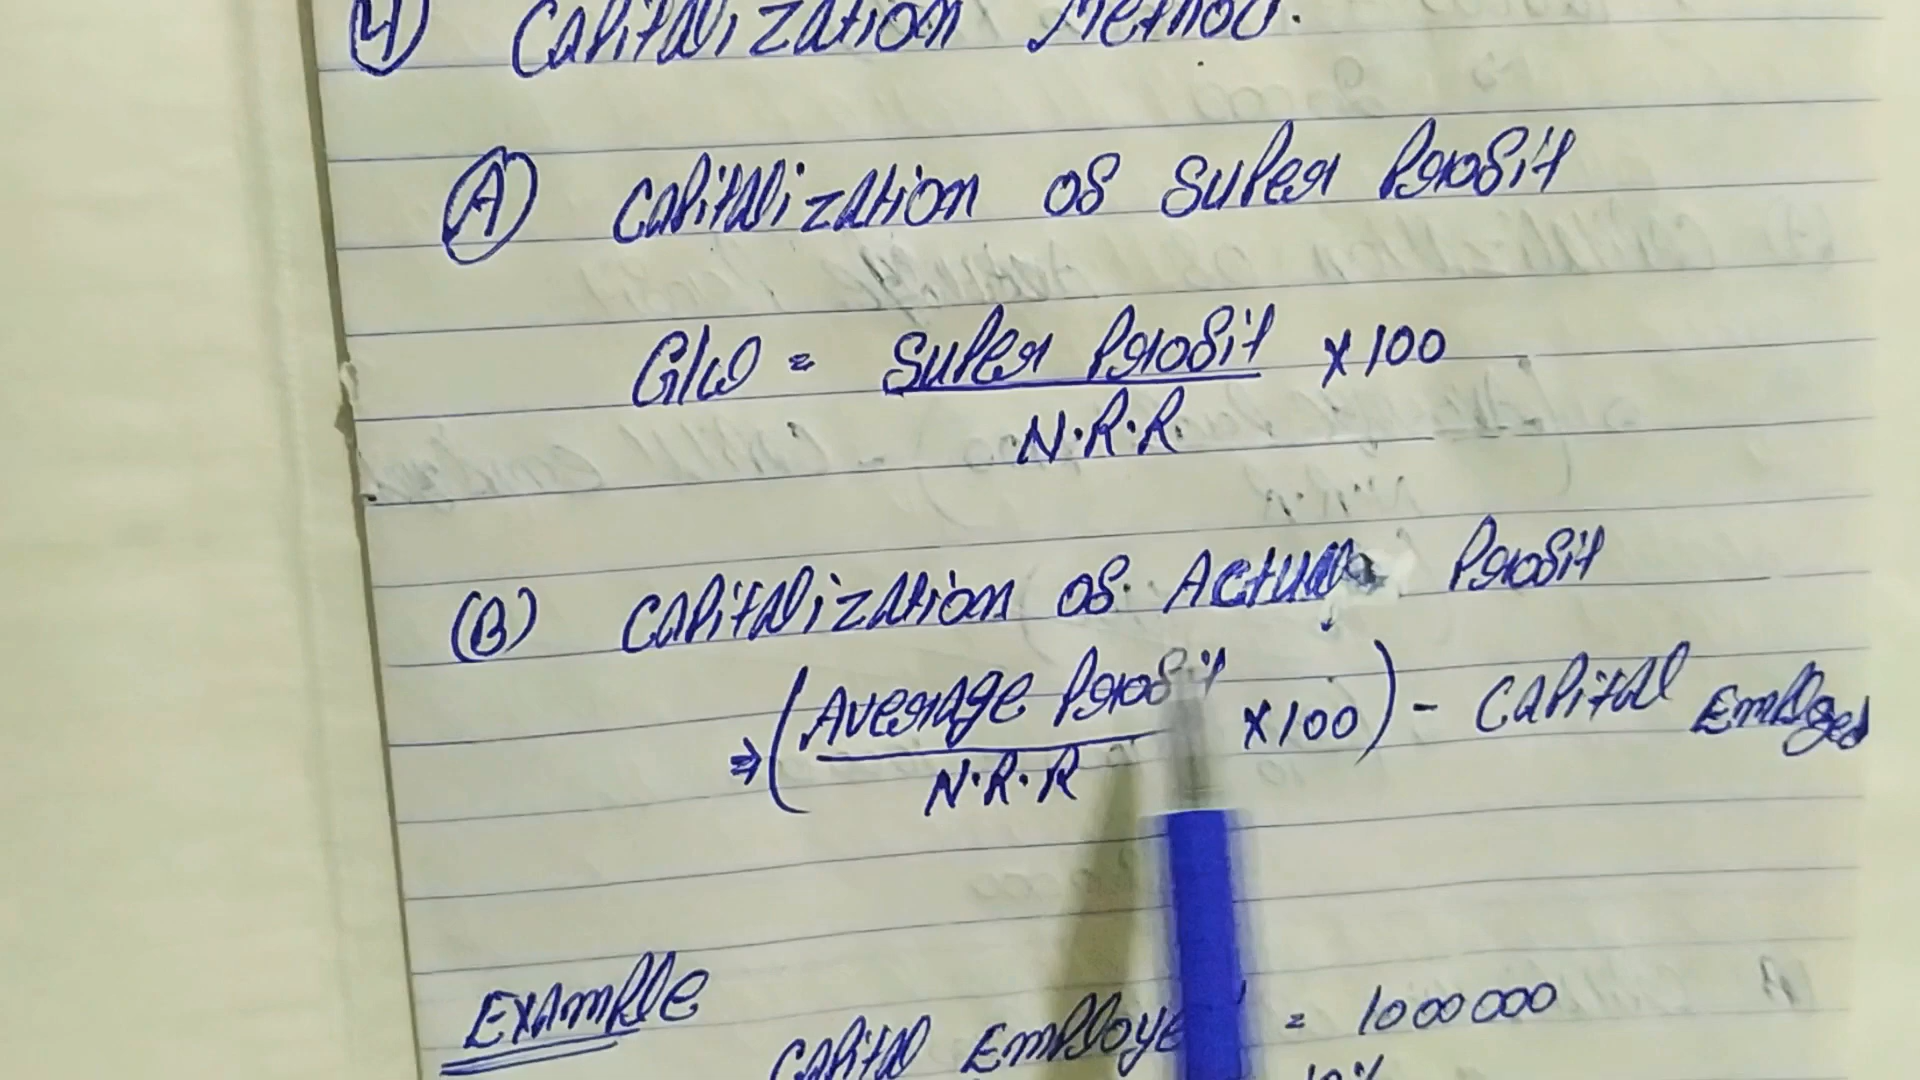 4) Capitalization Method.
(A) Capitalization of Super Profit
G/W = Super Profit × 100
N.R.R.
(B) Capitalization of Actual Profit
⇒ (Average Profit × 100) - Capital Employed
N.R.R
Example
Capital Employed = 1000000
10%